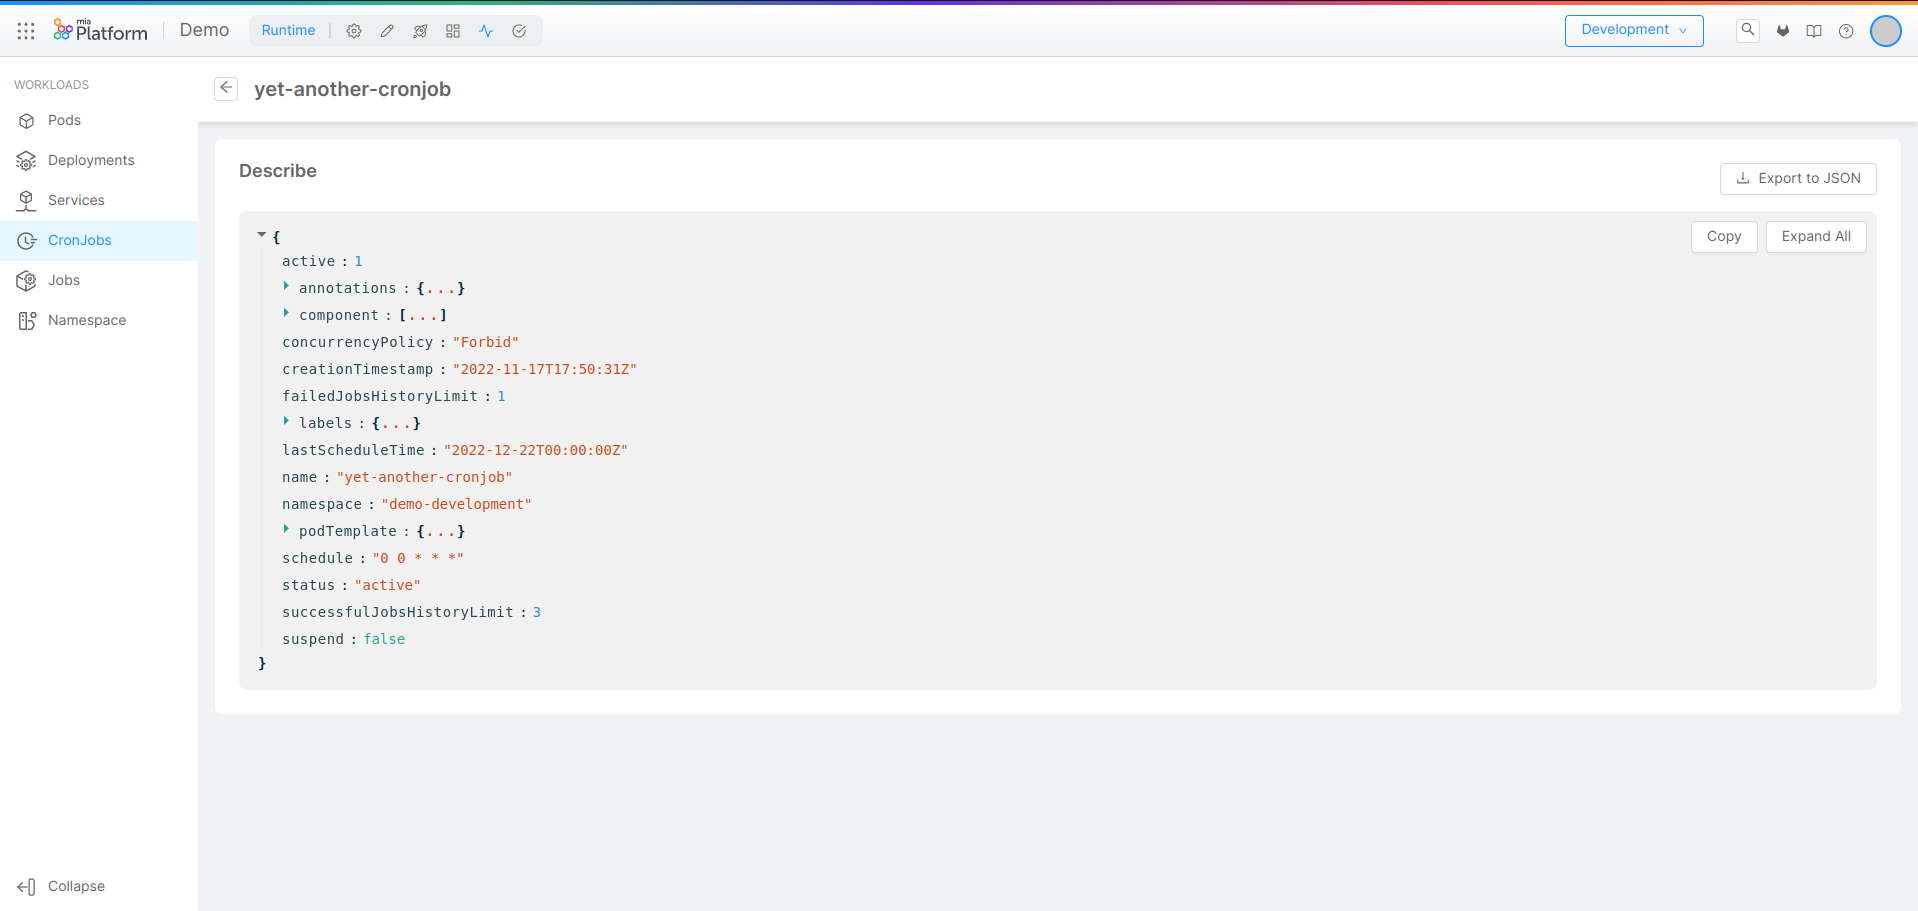 mia
Platform
Demo
Runtime
Development
WORKLOADS
Pods
Deployments
Services
CronJobs
Jobs
Namespace
Collapse
yet-another-cronjob
Describe
Export to JSON
Copy
Expand All
{
active : 1
annotations : {...}
component : [...]
concurrencyPolicy : "Forbid"
creationTimestamp : "2022-11-17T17:50:31Z"
failedJobsHistoryLimit : 1
labels : {...}
lastScheduleTime : "2022-12-22T00:00:00Z"
name : "yet-another-cronjob"
namespace : "demo-development"
podTemplate : {...}
schedule : "0 0 * * *"
status : "active"
successfulJobsHistoryLimit : 3
suspend : false
}